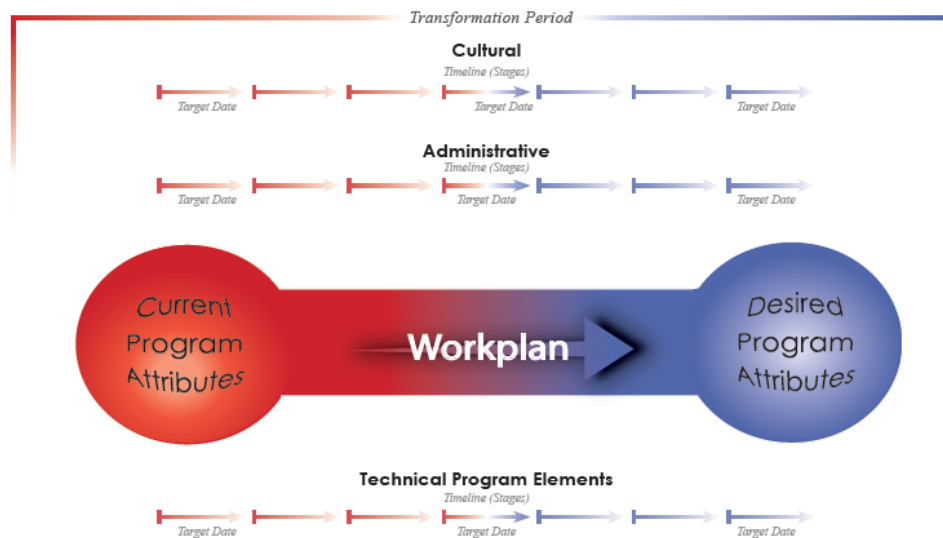 Transformation Period
Cultural
Timeline (Stages)
Target Date Target Date Target Date
Administrative
Timeline (Stages)
Target Date Target Date Target Date
Current
Program
Attributes
Workplan
Desired
Program
Attributes
Technical Program Elements
Timeline (Stages)
Target Date Target Date Target Date